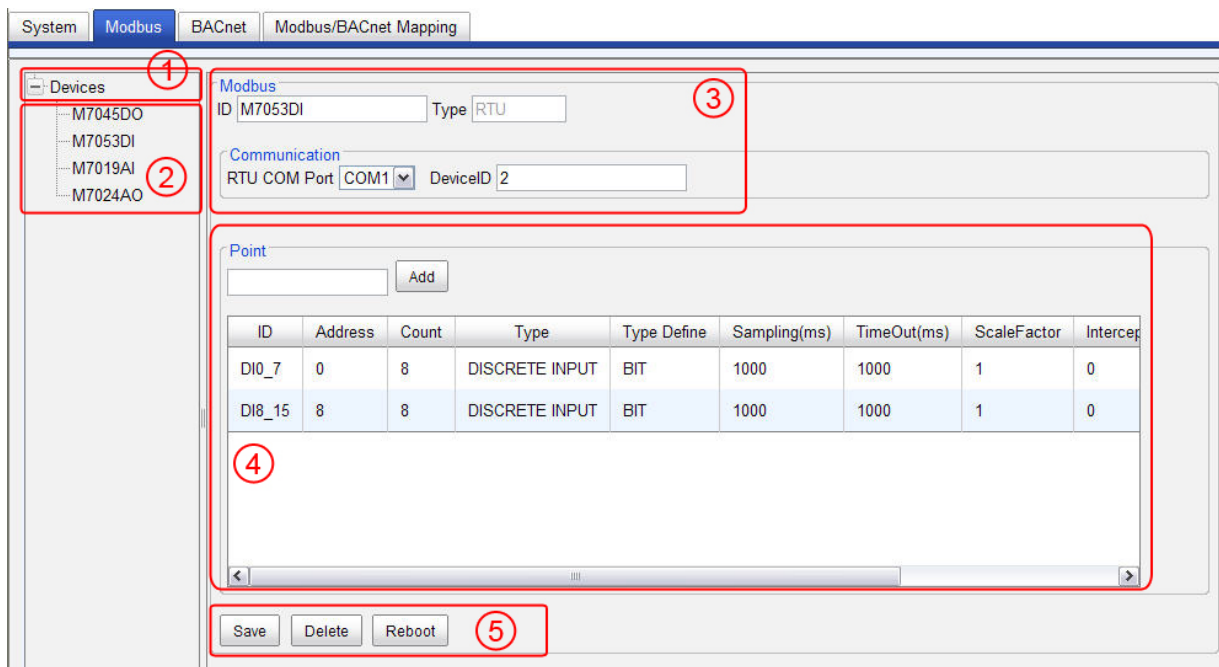 System Modbus BACnet Modbus/BACnet Mapping
① Devices
M7045DO
M7053DI
M7019AI
②
M7024AO
Modbus
ID M7053DI Type RTU
③
Communication
RTU COM Port COM1 DeviceID 2
Point
Add
ID Address Count Type Type Define Sampling(ms) TimeOut(ms) ScaleFactor Intercep
DI0_7 0 8 DISCRETE INPUT BIT 1000 1000 1 0
DI8_15 8 8 DISCRETE INPUT BIT 1000 1000 1 0
④
Save Delete Reboot ⑤